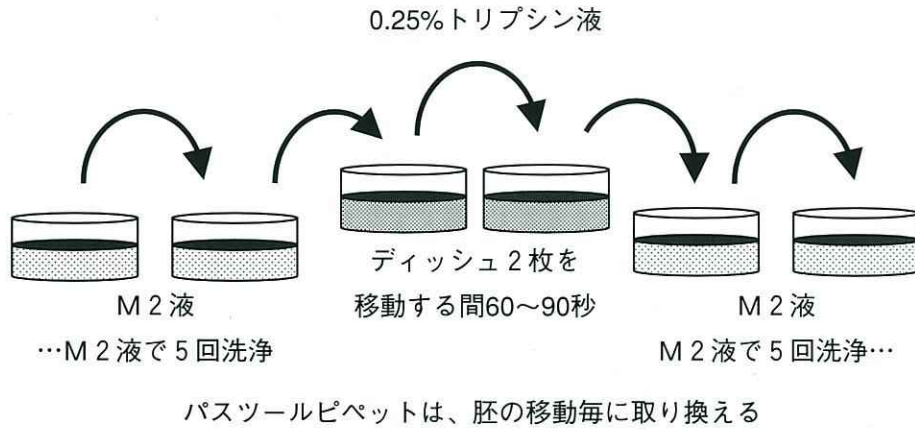 0.25%トリプシン液
ディッシュ2枚を
移動する間60〜90秒
M2液
…M2液で5回洗浄
M2液
M2液で5回洗浄…
パスツールピペットは、胚の移動毎に取り換える